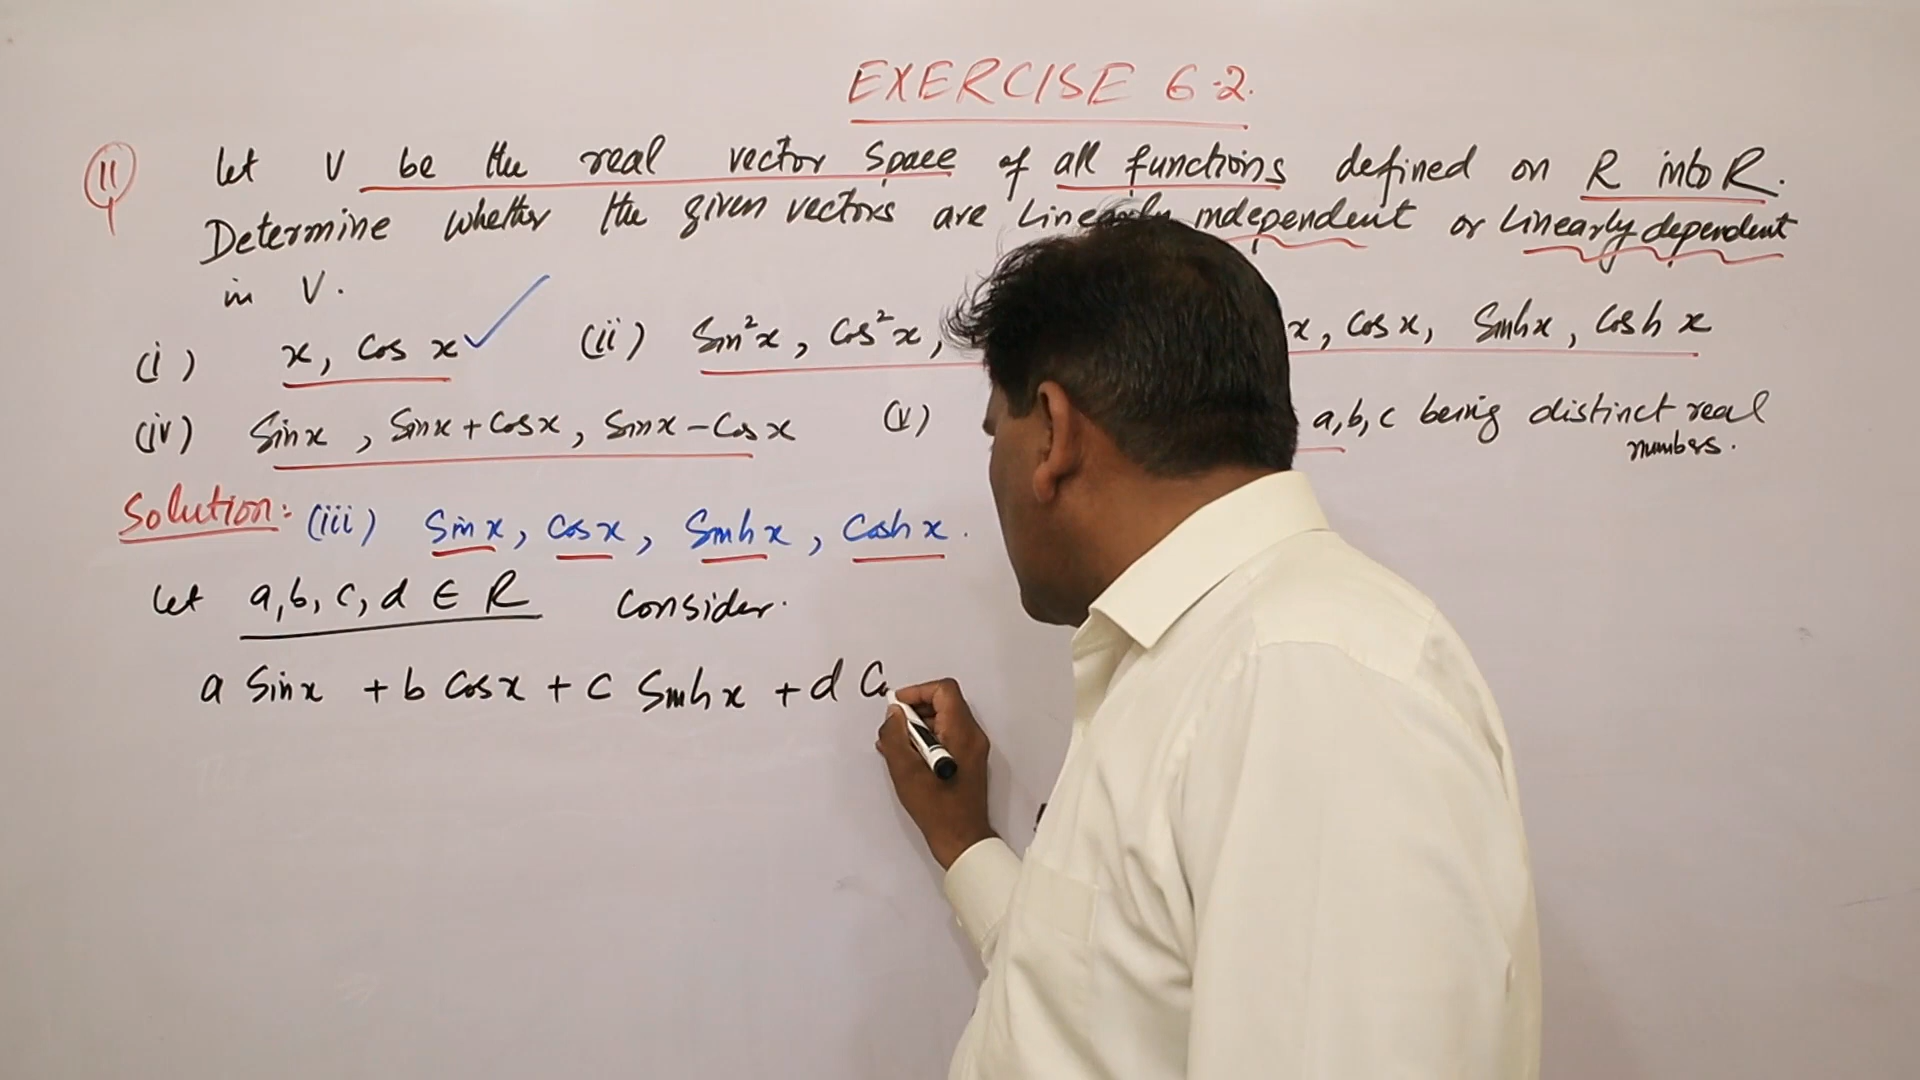 EXERCISE 6.2.
11 Let V be the real vector space of all functions defined on R into R.
Determine whether the given vectors are Linearly independent or Linearly dependent
in V.
(i) x, Cos x (ii) Sin²x, Cos²x, x, Cos x, Sinh x, Cosh x
(iv) Sin x, Sin x + Cos x, Sin x - Cos x (v) a, b, c being distinct real
numbers.
Solution: (iii) Sin x, Cos x, Sinh x, Cosh x.
Let a, b, c, d ∈ R Consider.
a Sin x + b Cos x + c Sinh x + d Co